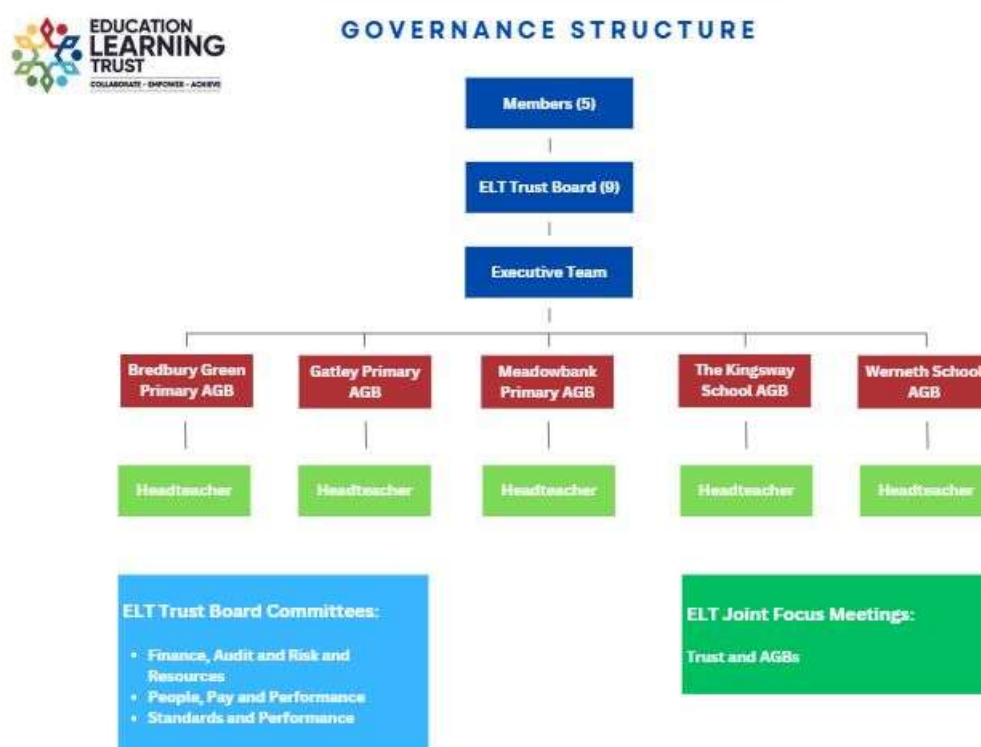 EDUCATION
LEARNING
TRUST
COLLABORATE - EMPOWER - ACHIEVE
GOVERNANCE STRUCTURE
Members (5)
ELT Trust Board (9)
Executive Team
Bredbury Green
Primary AGB
Gatley Primary
AGB
Meadowbank
Primary AGB
The Kingsway
School AGB
Werneth School
AGB
Headteacher
Headteacher
Headteacher
Headteacher
Headteacher
ELT Trust Board Committees:
• Finance, Audit and Risk and
Resources
• People, Pay and Performance
• Standards and Performance
ELT Joint Focus Meetings:
Trust and AGBs